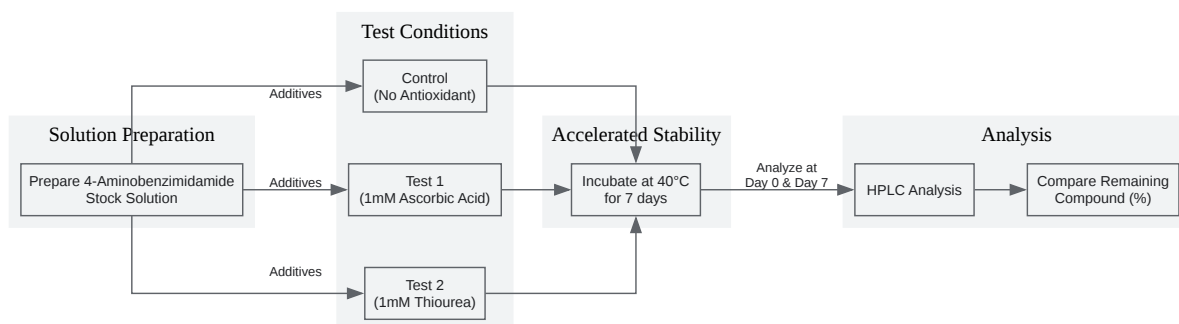 Test Conditions
Control
(No Antioxidant)
Additives
Solution Preparation
Prepare 4-Aminobenzimidamide
Stock Solution
Additives
Test 1
(1mM Ascorbic Acid)
Accelerated Stability
Incubate at 40°C
for 7 days
Analyze at
Day 0 & Day 7
Analysis
HPLC Analysis
Compare Remaining
Compound (%)
Additives
Test 2
(1mM Thiourea)